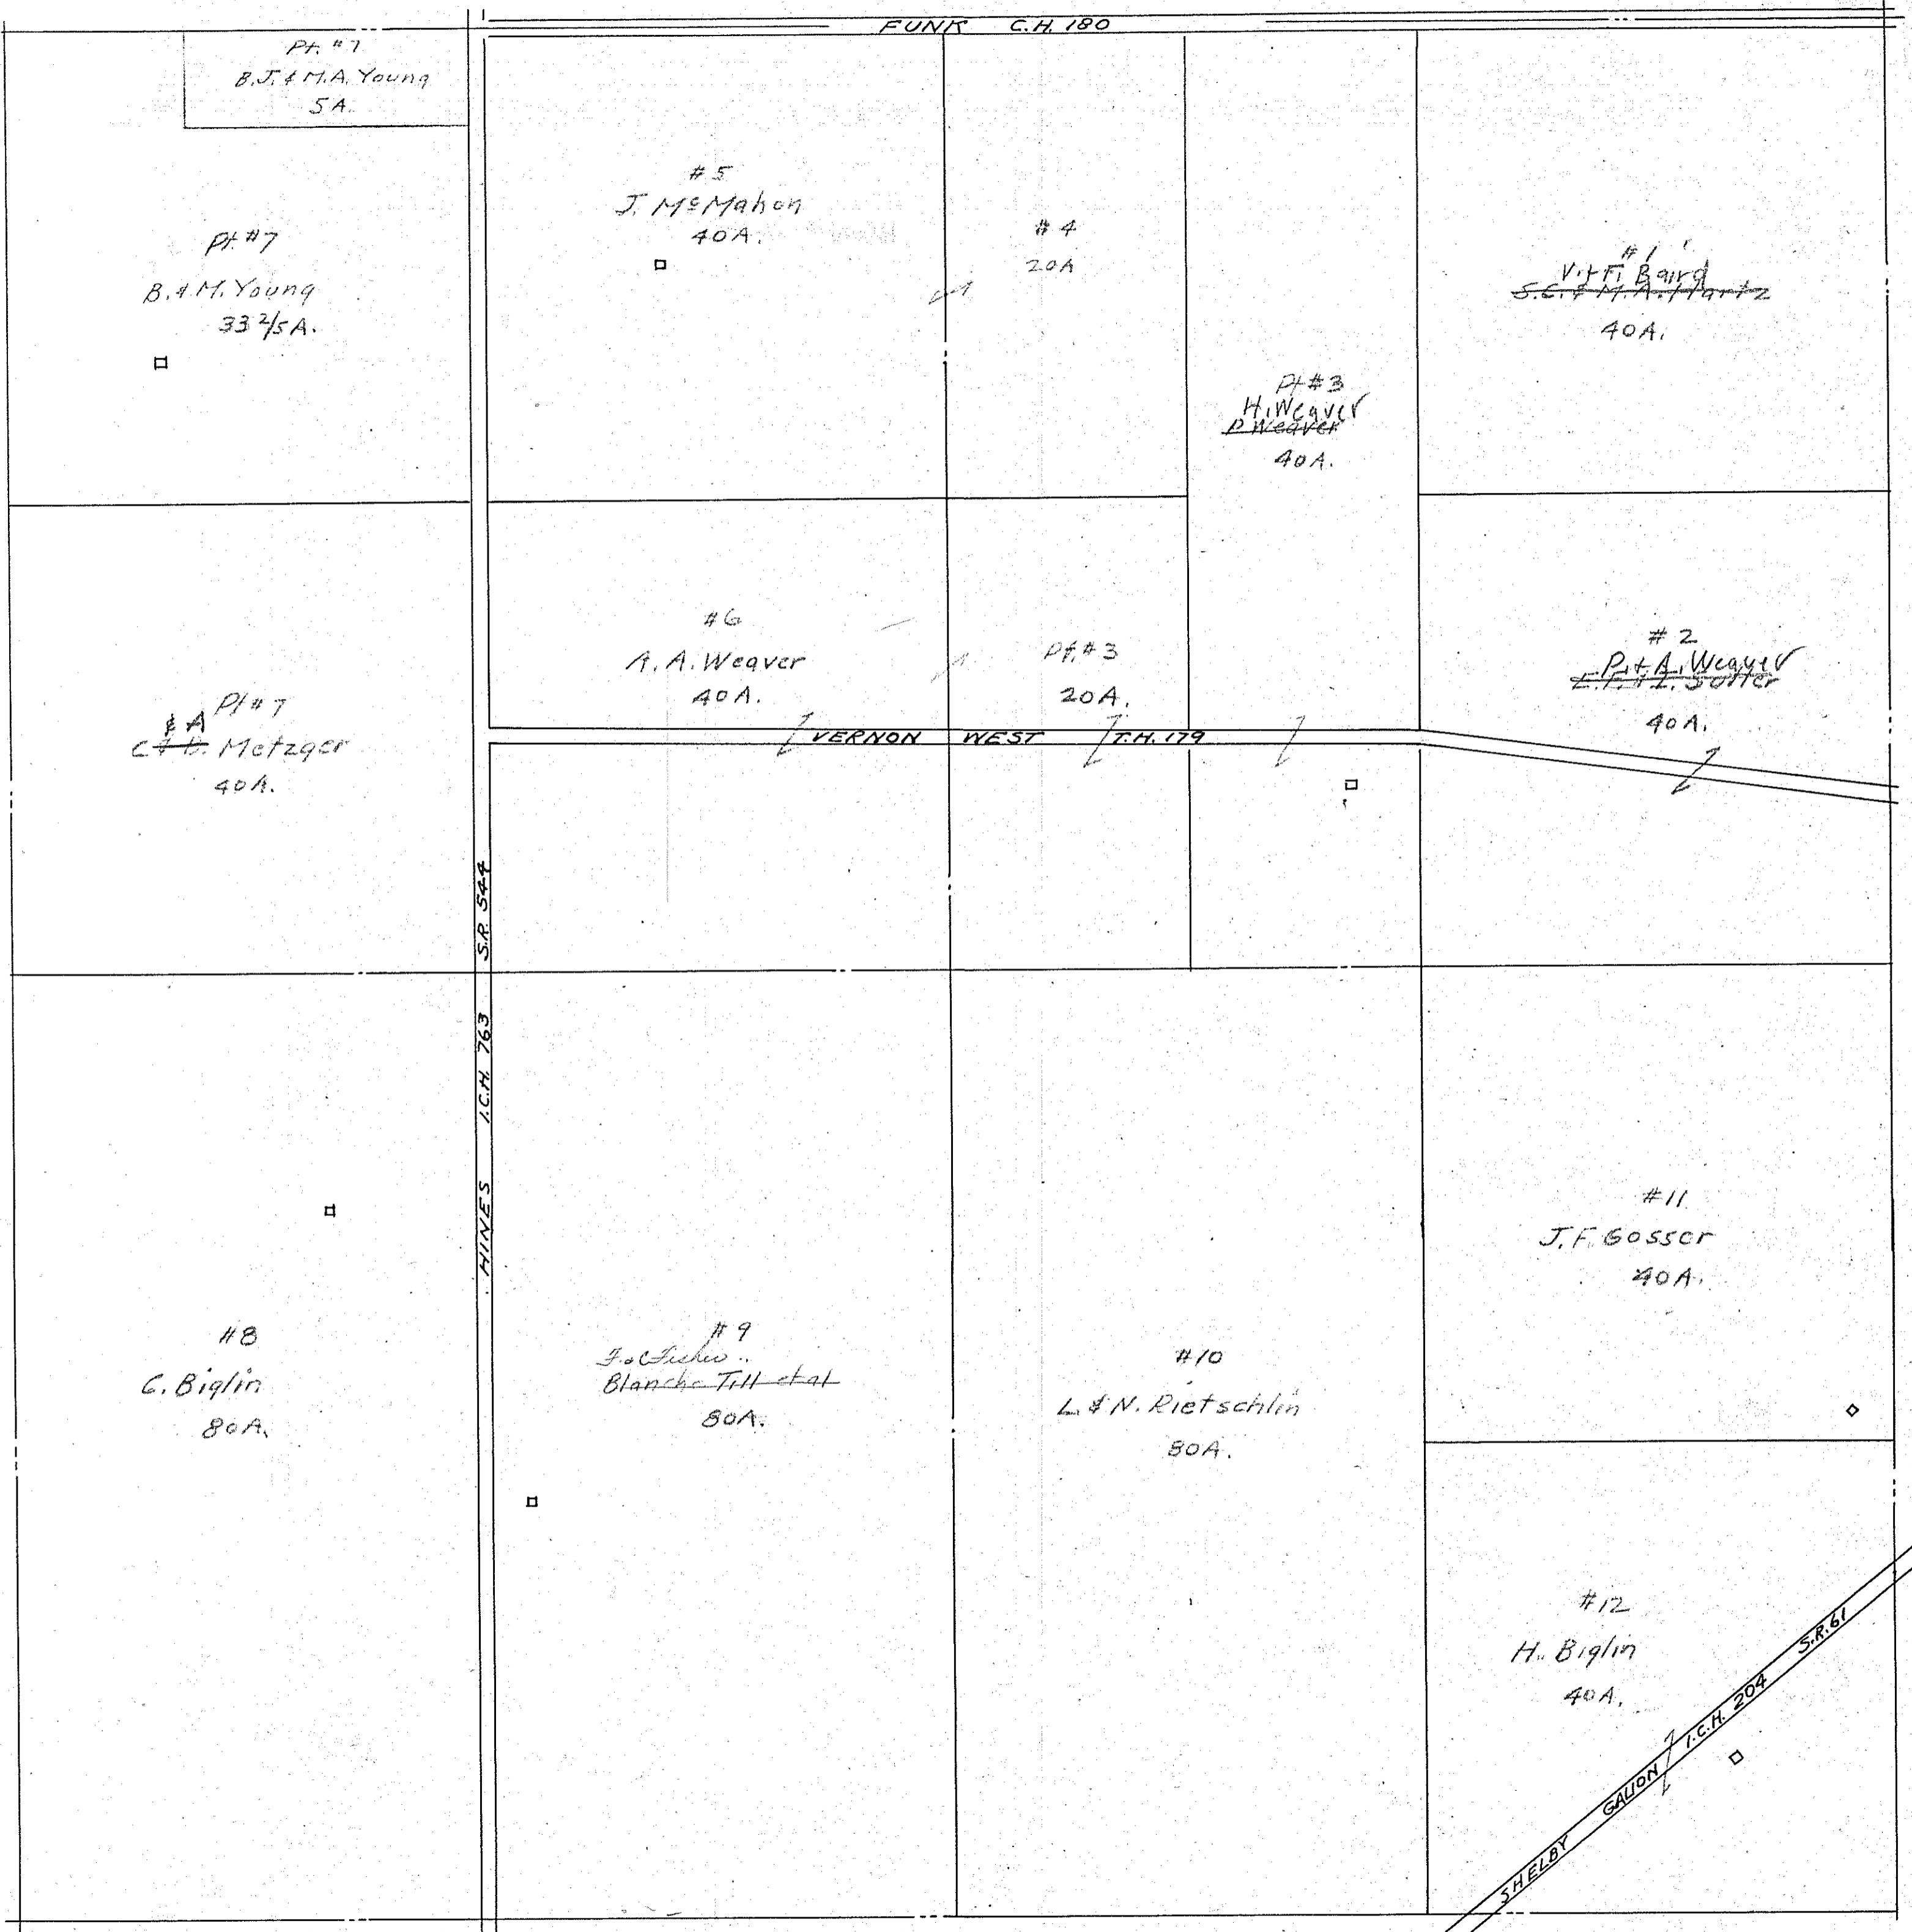 FUNK C.H. 180
Pt. #7
B.J. & M.A. Young
5A.
Pt. #7
B. & M. Young
33 2/5 A.
#5
J. McMahon
40A.
#4
20A
Pt #3
H. Weaver
P. Weaver
40A.
#1
V. + F. Baird
S.C. & M.A. Hartz
40A.
Pt #7
& A
C & B. Metzger
40A.
#6
A. A. Weaver
40A.
Pt. #3
20A.
#2
P. + A. Weaver
40A.
VERNON WEST T.H. 179
HINES I.C.H. 763 S.R. 544
#8
C. Biglin
80A.
#9
Blanche Till et al
80A.
#10
L. & N. Rietschlin
80A.
#11
J. F. Gosser
40A.
#12
H. Biglin
40A.
SHELBY GALION I.C.H. 204 S.R. 61